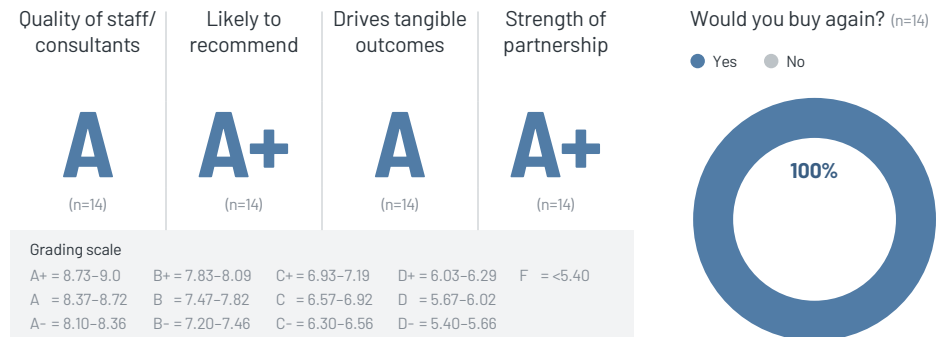 Quality of staff/
consultants
Likely to
recommend
Drives tangible
outcomes
Strength of
partnership
A
A+
A
A+
(n=14)
(n=14)
(n=14)
(n=14)
Grading scale
A+ = 8.73–9.0 B+ = 7.83–8.09 C+ = 6.93–7.19 D+ = 6.03–6.29 F = <5.40
A = 8.37–8.72 B = 7.47–7.82 C = 6.57–6.92 D = 5.67–6.02
A- = 8.10–8.36 B- = 7.20–7.46 C- = 6.30–6.56 D- = 5.40–5.66
Would you buy again? (n=14)
Yes No
100%